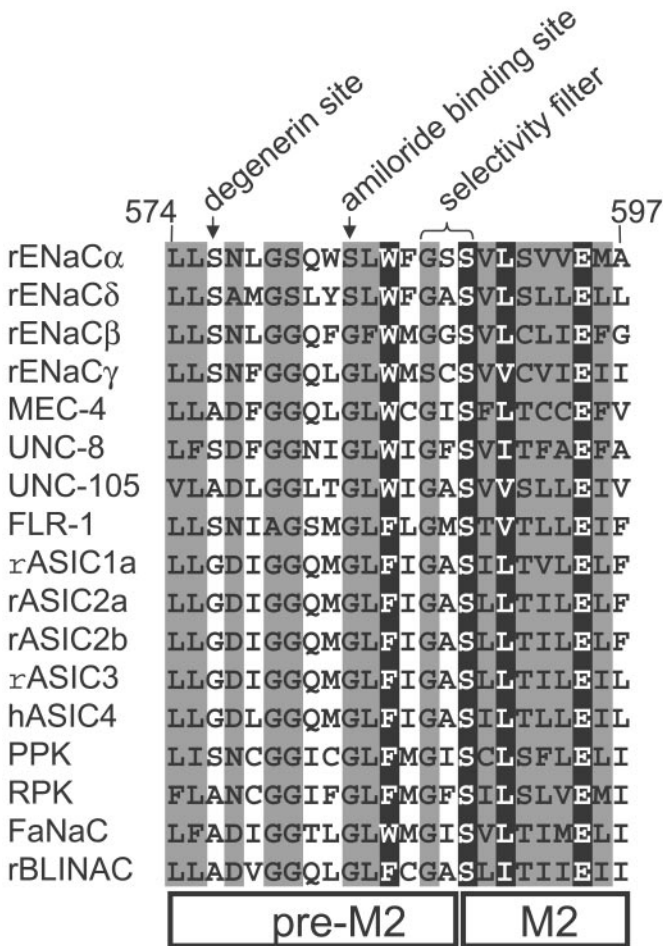 degenerin site
amiloride binding site
selectivity filter
574 597
rENaCα LLSNLGSQWSLWFGSSVLSVVEMA
rENaCδ LLSAMGSLYSLWFGASVLSLLELL
rENaCβ LLSNLGGQFGFWMGGSVLCLIEFG
rENaCγ LLSNFGGQLGLWMSCSVVCVIEII
MEC-4 LLADFGGQLGLWCGISFLTCCEFV
UNC-8 LFSDFGGNIGLWIGFSVITFAEFA
UNC-105 VLADLGGLTGLWIGASVVSLLEIV
FLR-1 LLSNIAGSMGLFLGMSTVTLLEIF
rASIC1a LLGDIGGQMGLFIGASILTVLELF
rASIC2a LLGDIGGQMGLFIGASLLTILELF
rASIC2b LLGDIGGQMGLFIGASLLTILELF
rASIC3 LLGDIGGQMGLFIGASLLTILEIL
hASIC4 LLGDLGGQMGLFIGASILTLLEIL
PPK LISNCGGICGLFMGISCLSFLELI
RPK FLANCGGIFGLFMGFSILSLVEMI
FaNaC LFADIGGTLGLWMGISVLTIMELI
rBLINAC LLADVGGQLGLFCGASLITIIEII
pre-M2 M2